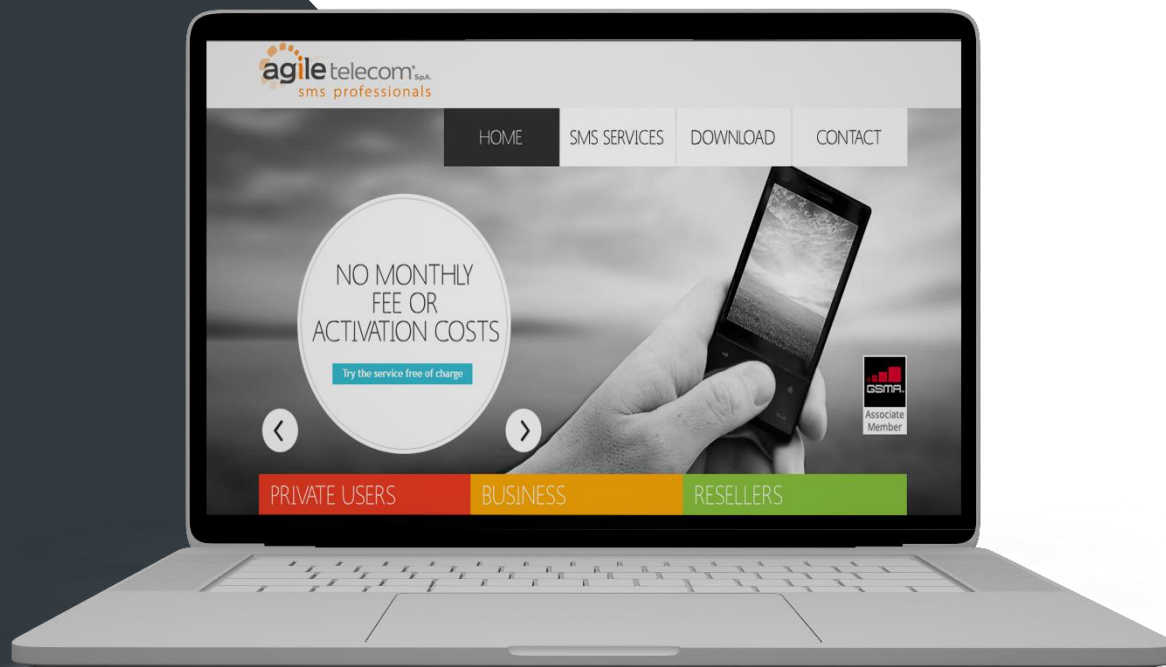 agile telecom® S.p.A.
sms professionals
HOME SMS SERVICES DOWNLOAD CONTACT
NO MONTHLY
FEE OR
ACTIVATION COSTS
Try the service free of charge
GSMA.
Associate
Member
PRIVATE USERS BUSINESS RESELLERS